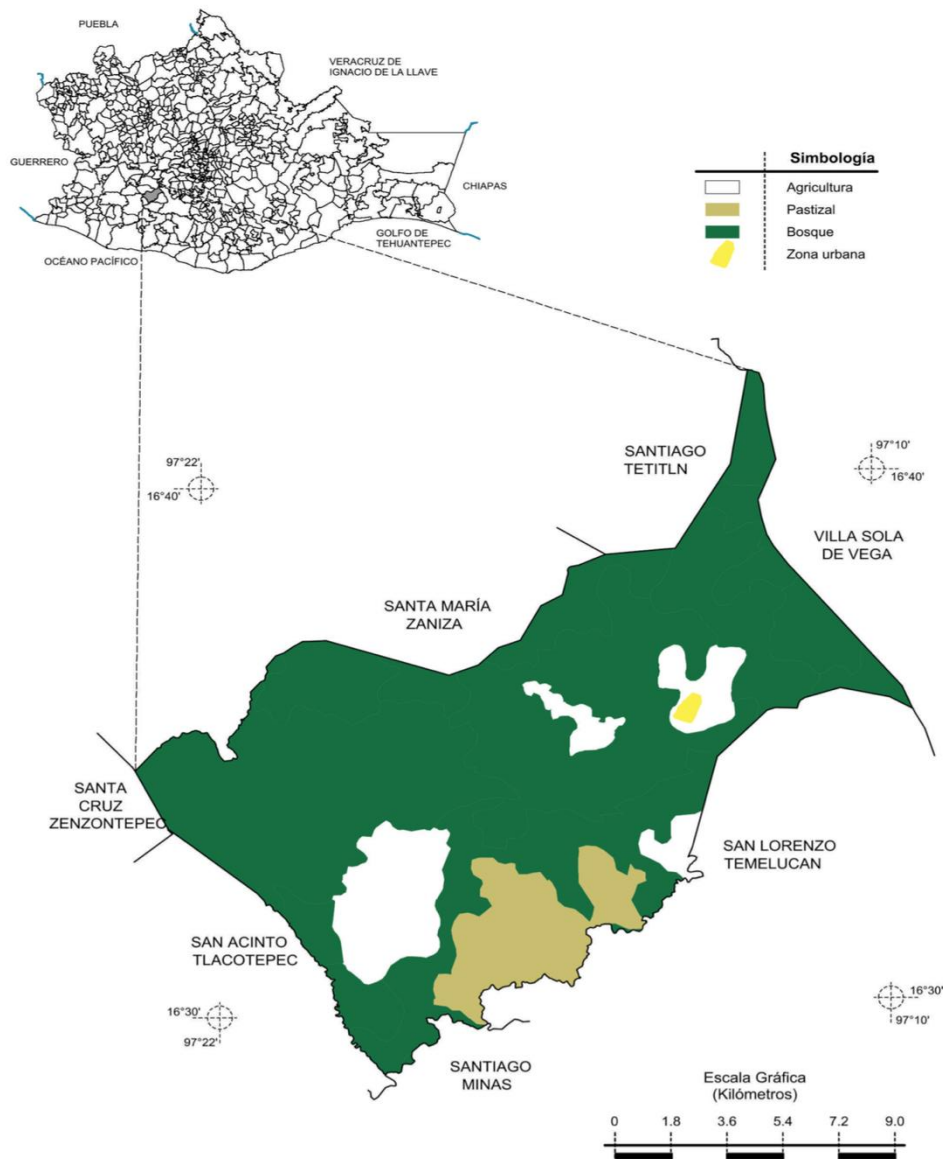 PUEBLA
VERACRUZ DE
IGNACIO DE LA LLAVE
GUERRERO
CHIAPAS
GOLFO DE
TEHUANTEPEC
OCÉANO PACÍFICO
Simbología
Agricultura
Pastizal
Bosque
Zona urbana
97°22'
16°40'
SANTIAGO
TETITLN
97°10'
16°40'
VILLA SOLA
DE VEGA
SANTA MARÍA
ZANIZA
SANTA
CRUZ
ZENZONTEPEC
SAN LORENZO
TEMELUCAN
SAN ACINTO
TLACOTEPEC
16°30'
97°22'
16°30'
97°10'
SANTIAGO
MINAS
Escala Gráfica
(Kilómetros)
0 1.8 3.6 5.4 7.2 9.0